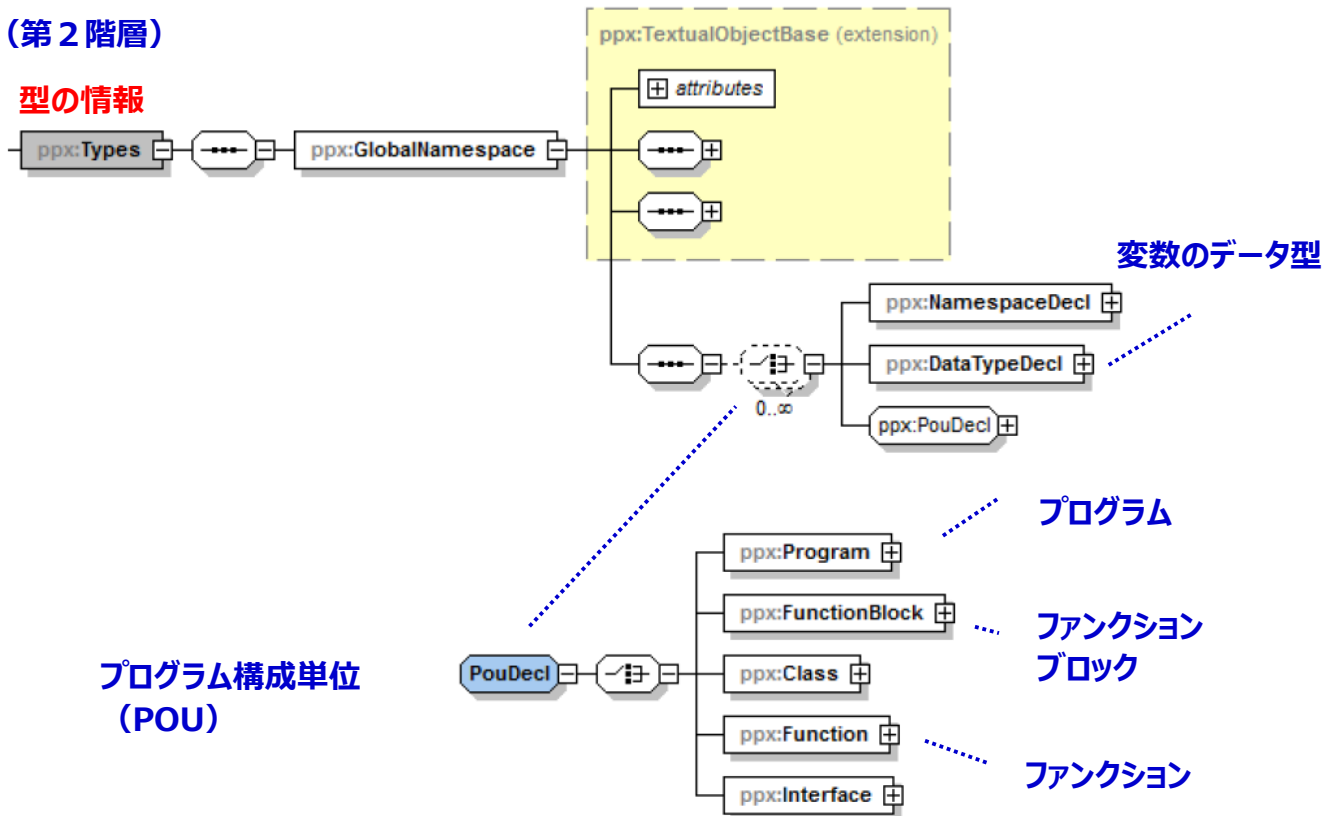 （第２階層）
ppx:TextualObjectBase (extension)
型の情報
attributes
ppx:Types
ppx:GlobalNamespace
変数のデータ型
ppx:NamespaceDecl
ppx:DataTypeDecl
0..∞
ppx:PouDecl
プログラム
ppx:Program
ppx:FunctionBlock
ファンクション
ブロック
プログラム構成単位
（POU）
PouDecl
ppx:Class
ppx:Function
ファンクション
ppx:Interface